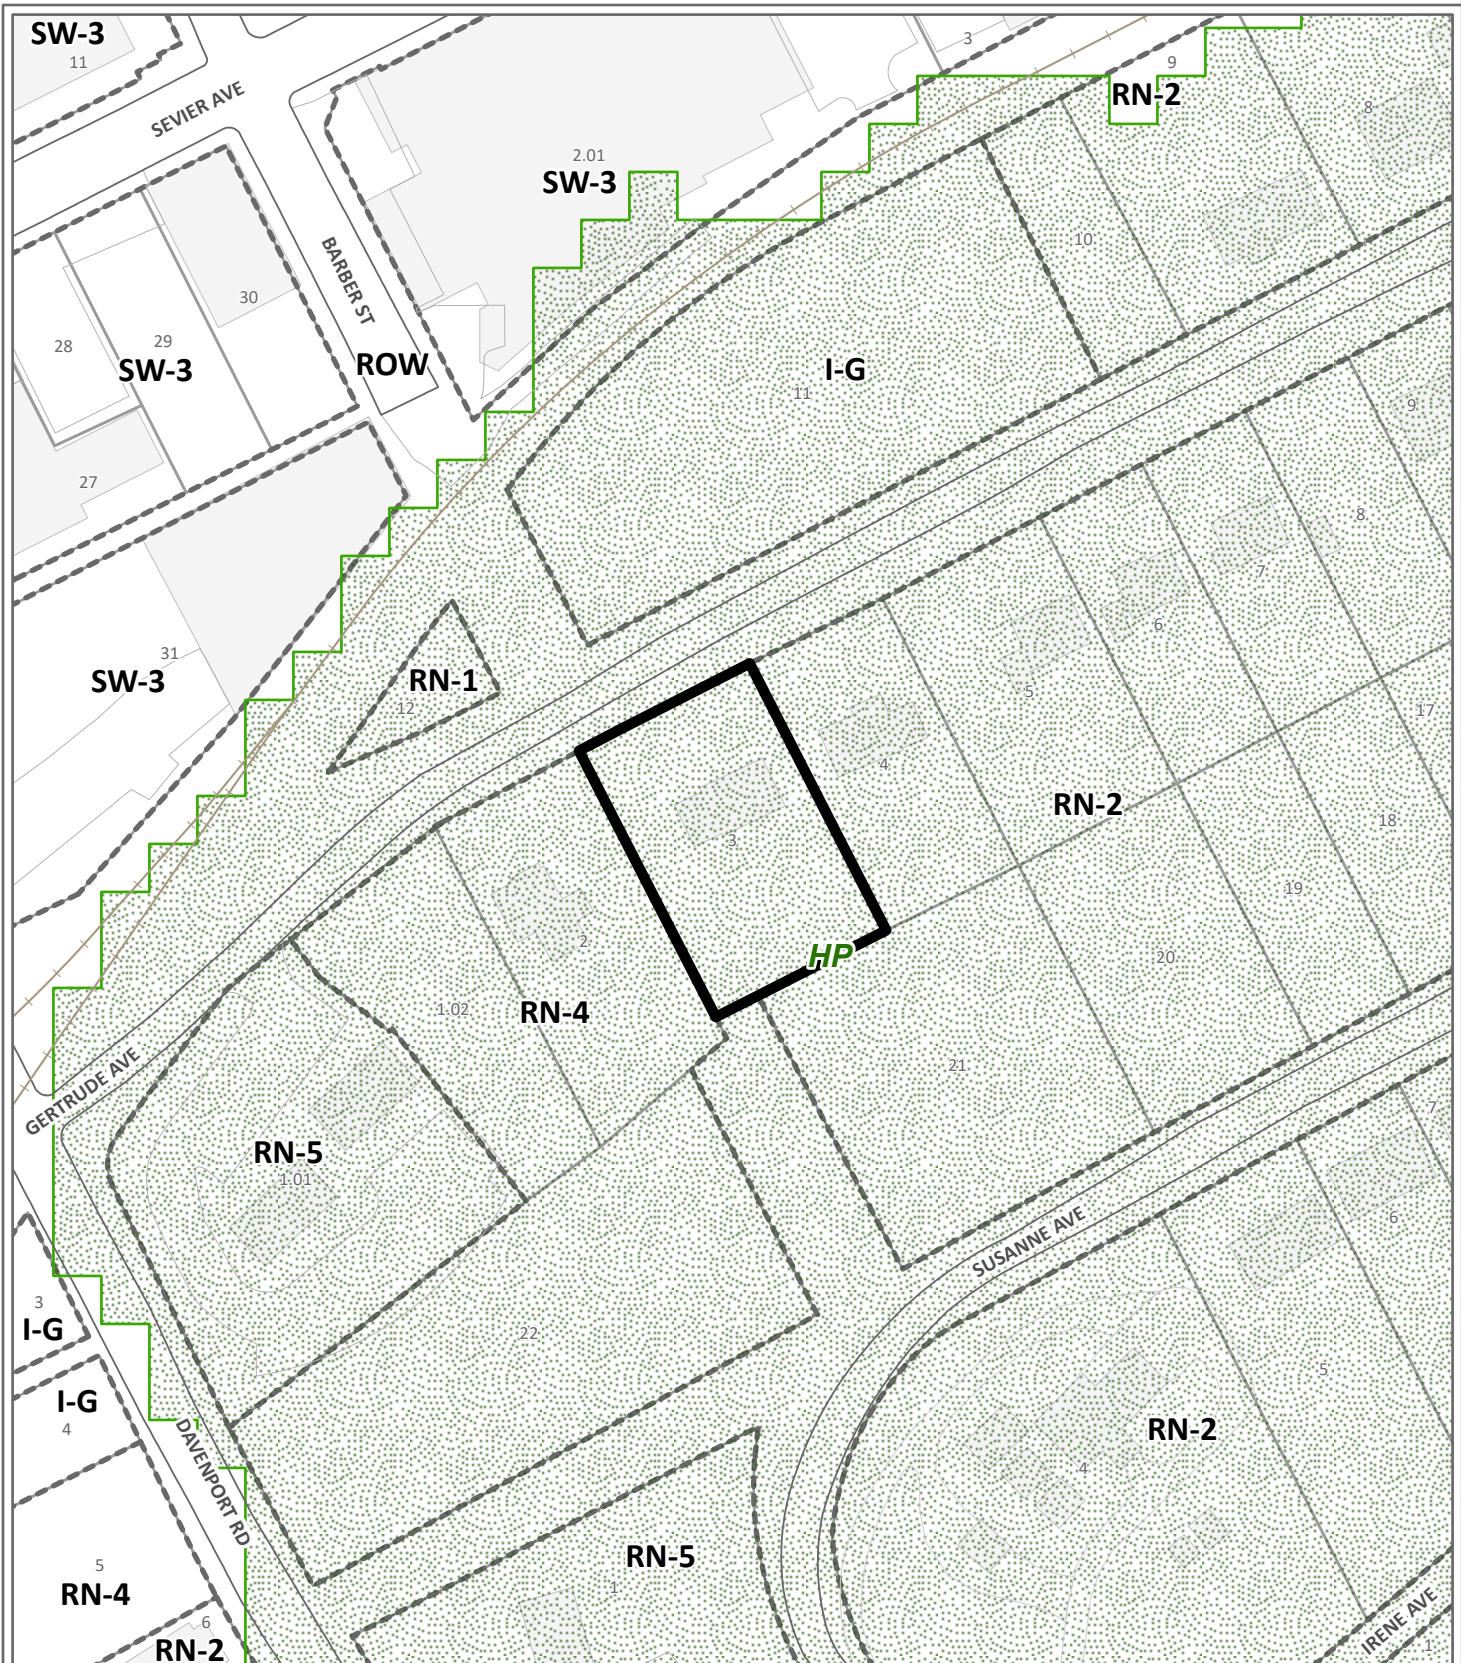 SW-3
11
SEVIER AVE
3
9
RN-2
8
2.01
SW-3
10
BARBER ST
30
29
28
SW-3
ROW
I-G
11
9
27
8
7
6
31
SW-3
RN-1
12
5
17
4
3
RN-2
18
19
2
HP
20
1.02
RN-4
21
GERTRUDE AVE
RN-5
1.01
7
6
SUSANNE AVE
3
I-G
22
5
I-G
4
RN-2
4
DAVENPORT RD
5
RN-4
RN-5
1
6
RN-2
IRENE AVE
1